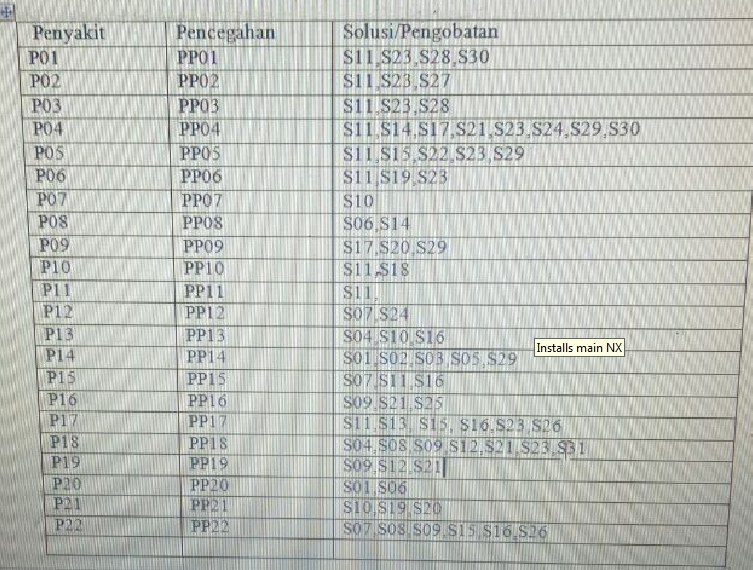 Penyakit Pencegahan Solusi/Pengobatan
P01 PP01 S11,S23,S28,S30
P02 PP02 S11,S23,S27
P03 PP03 S11,S23,S28
P04 PP04 S11,S14,S17,S21,S23,S24,S29,S30
P05 PP05 S11,S15,S22,S23,S29
P06 PP06 S11,S19,S23
P07 PP07 S10
P08 PP08 S06,S14
P09 PP09 S17,S20,S29
P10 PP10 S11,S18
P11 PP11 S11,
P12 PP12 S07,S24
P13 PP13 S04,S10,S16
Installs main NX
P14 PP14 S01,S02,S03,S05,S29
P15 PP15 S07,S11,S16
P16 PP16 S09,S21,S25
P17 PP17 S11,S13, S15, S16,S23,S26
P18 PP18 S04,S08,S09,S12,S21,S23,S31
P19 PP19 S09,S12,S21
P20 PP20 S01,S06
P21 PP21 S10,S19,S20
P22 PP22 S07,S08,S09,S15,S16,S26